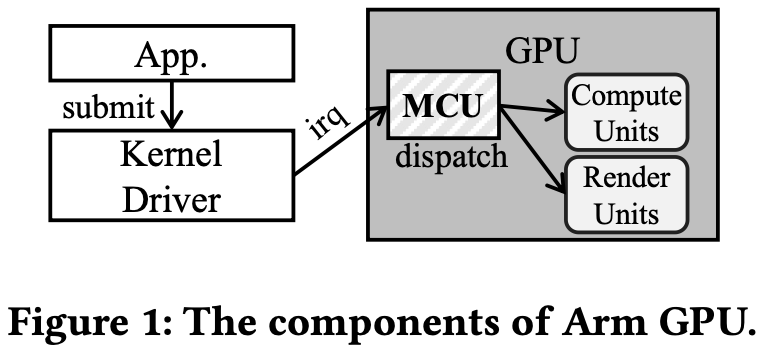 App.
submit
Kernel
Driver
irq
GPU
MCU
dispatch
Compute
Units
Render
Units
Figure 1: The components of Arm GPU.